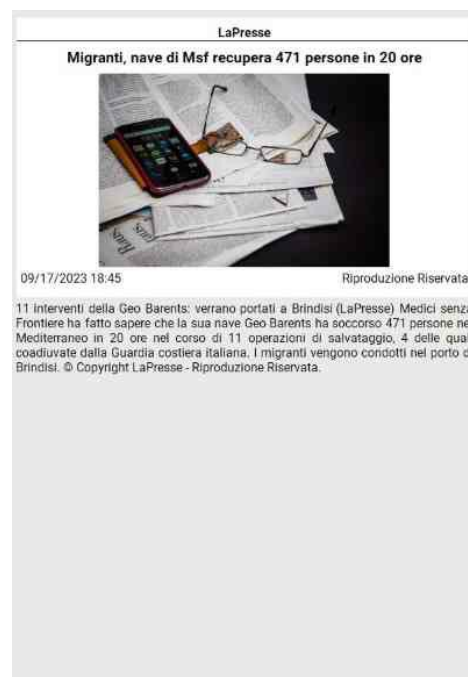 LaPresse
Migranti, nave di Msf recupera 471 persone in 20 ore
09/17/2023 18:45
Riproduzione Riservata
11 interventi della Geo Barents: verrano portati a Brindisi (LaPresse) Medici senza
Frontiere ha fatto sapere che la sua nave Geo Barents ha soccorso 471 persone ne
Mediterraneo in 20 ore nel corso di 11 operazioni di salvataggio, 4 delle qua
coadiuvate dalla Guardia costiera italiana. I migranti vengono condotti nel porto d
Brindisi. © Copyright LaPresse - Riproduzione Riservata.